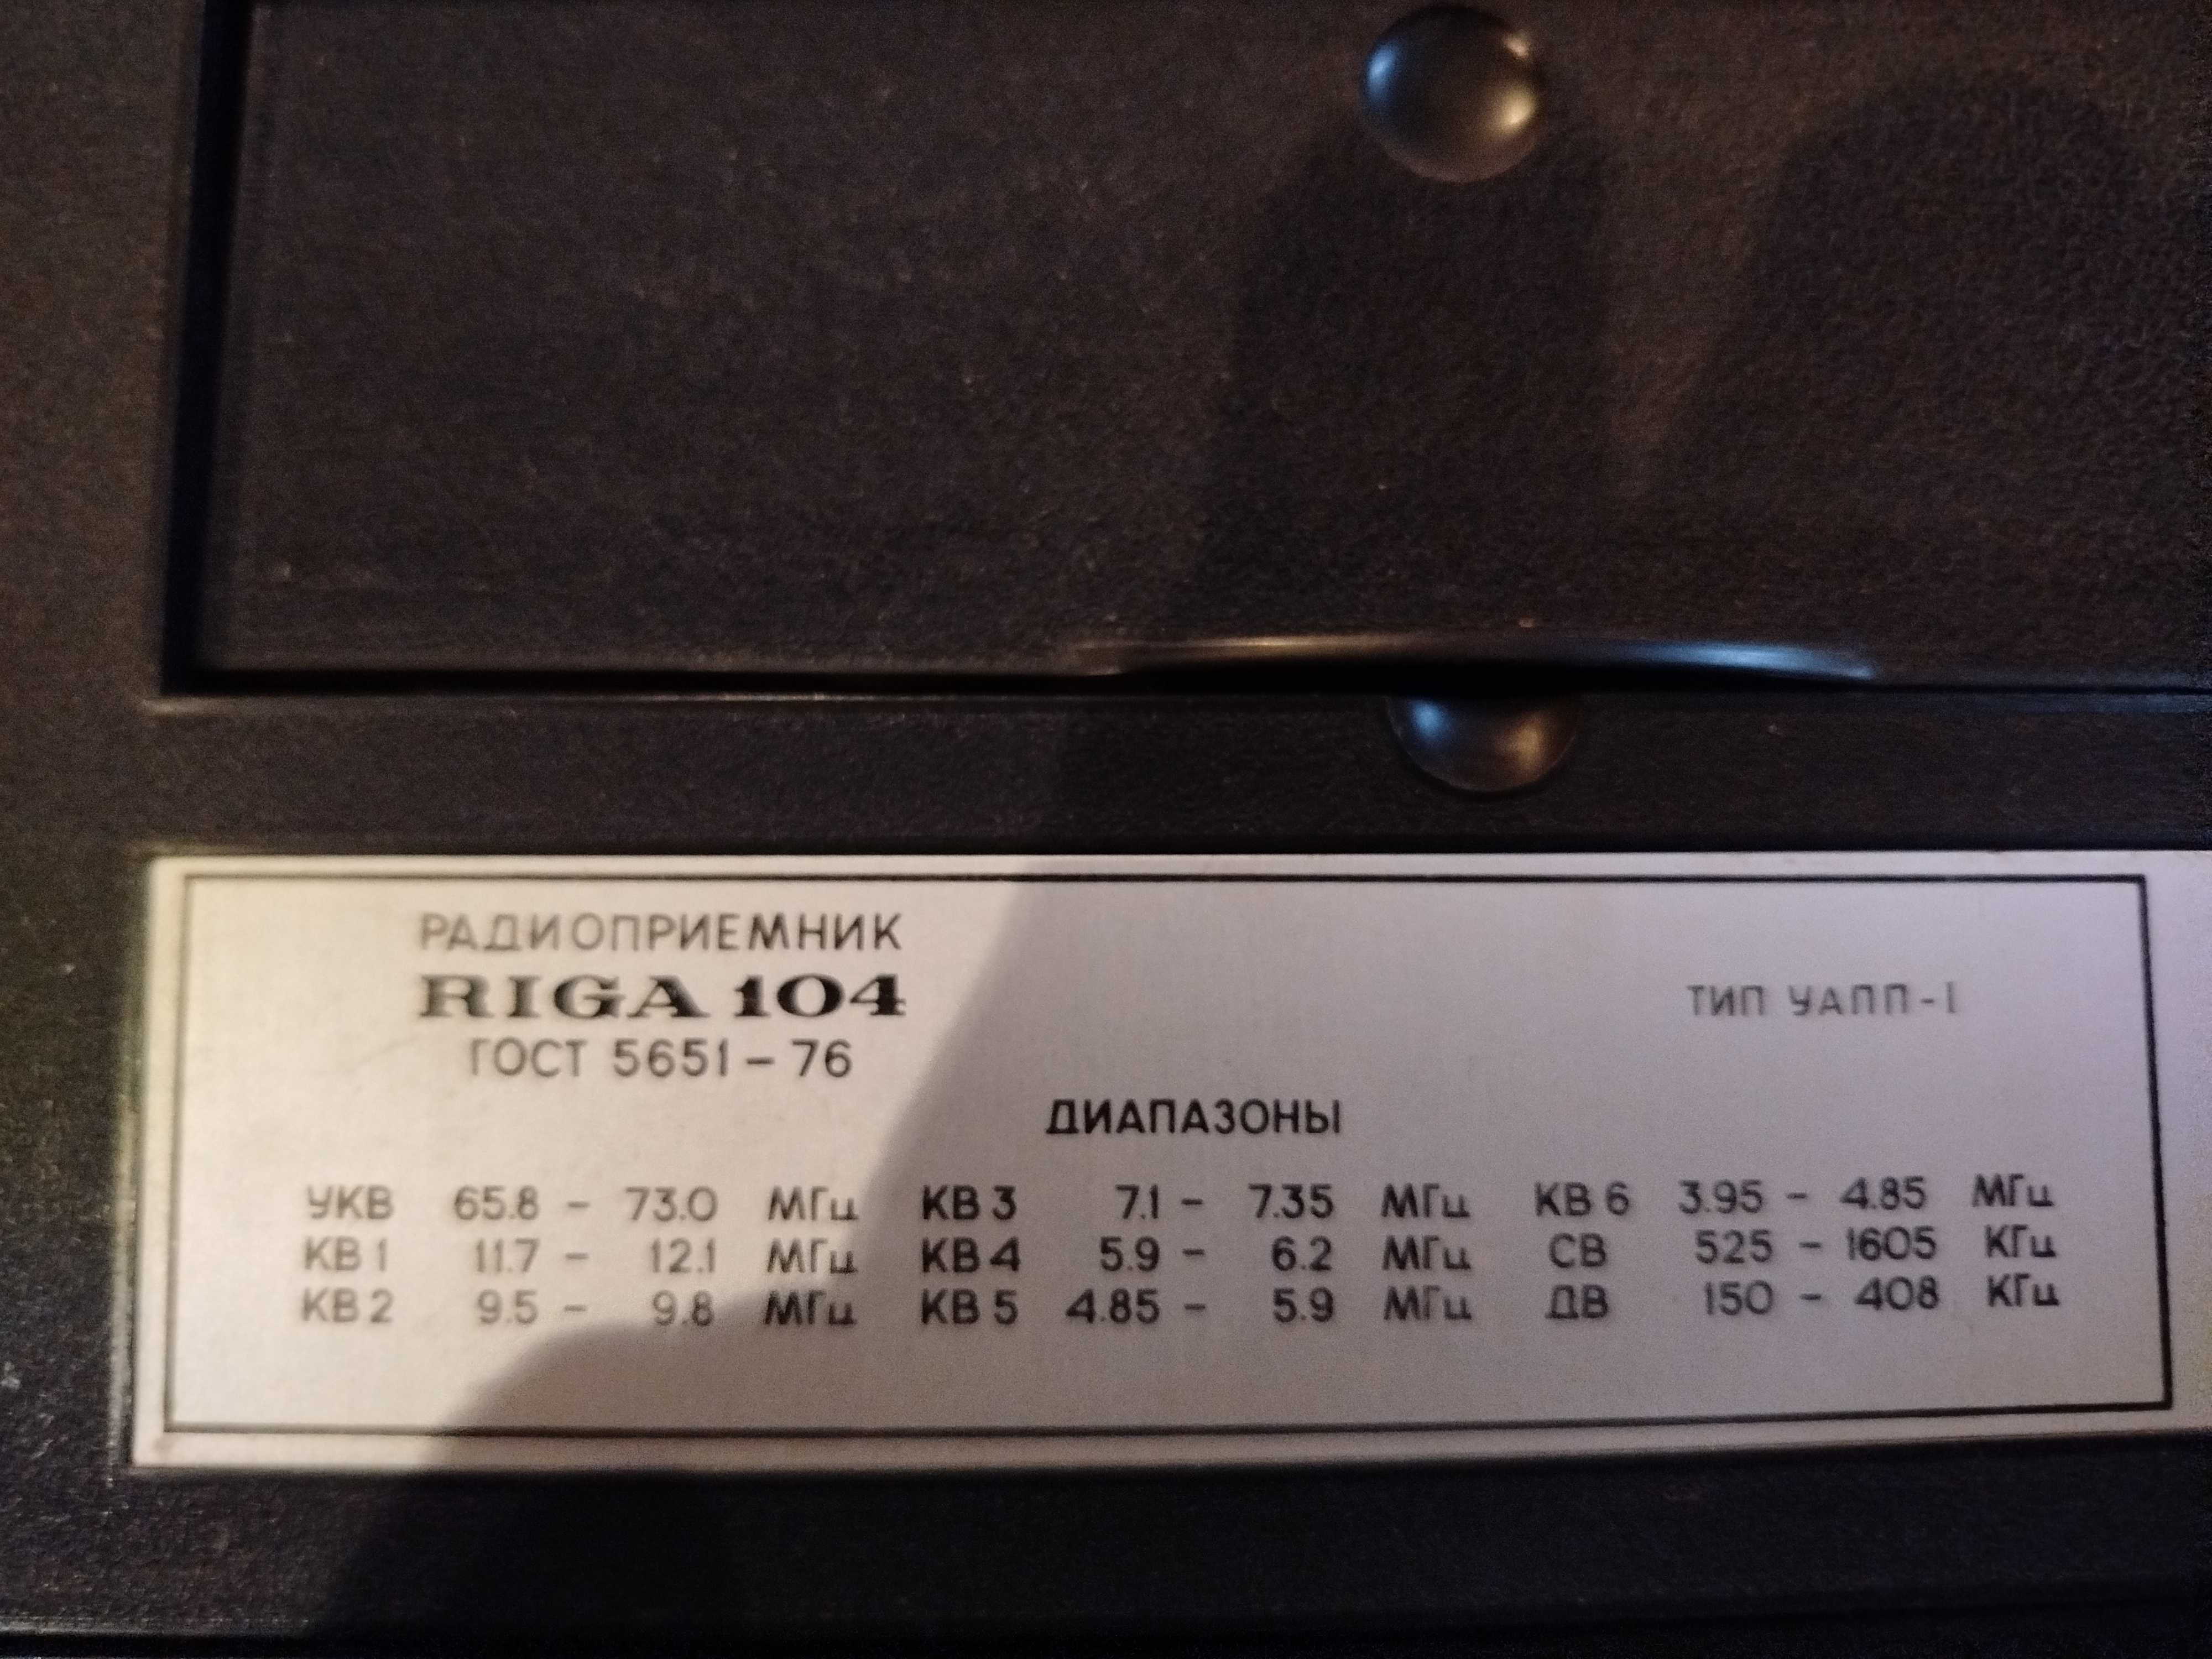 РАДИОПРИЕМНИК
RIGA 104
ТИП УАПП-1
ГОСТ 5651-76
ДИАПАЗОНЫ
УКВ 65.8 - 73.0 МГц КВ 3 7.1 - 7.35 МГц КВ 6 3.95 - 4.85 МГц
КВ 1 11.7 - 12.1 МГц КВ 4 5.9 - 6.2 МГц СВ 525 - 1605 КГц
КВ 2 9.5 - 9.8 МГц КВ 5 4.85 - 5.9 МГц ДВ 150 - 408 КГц